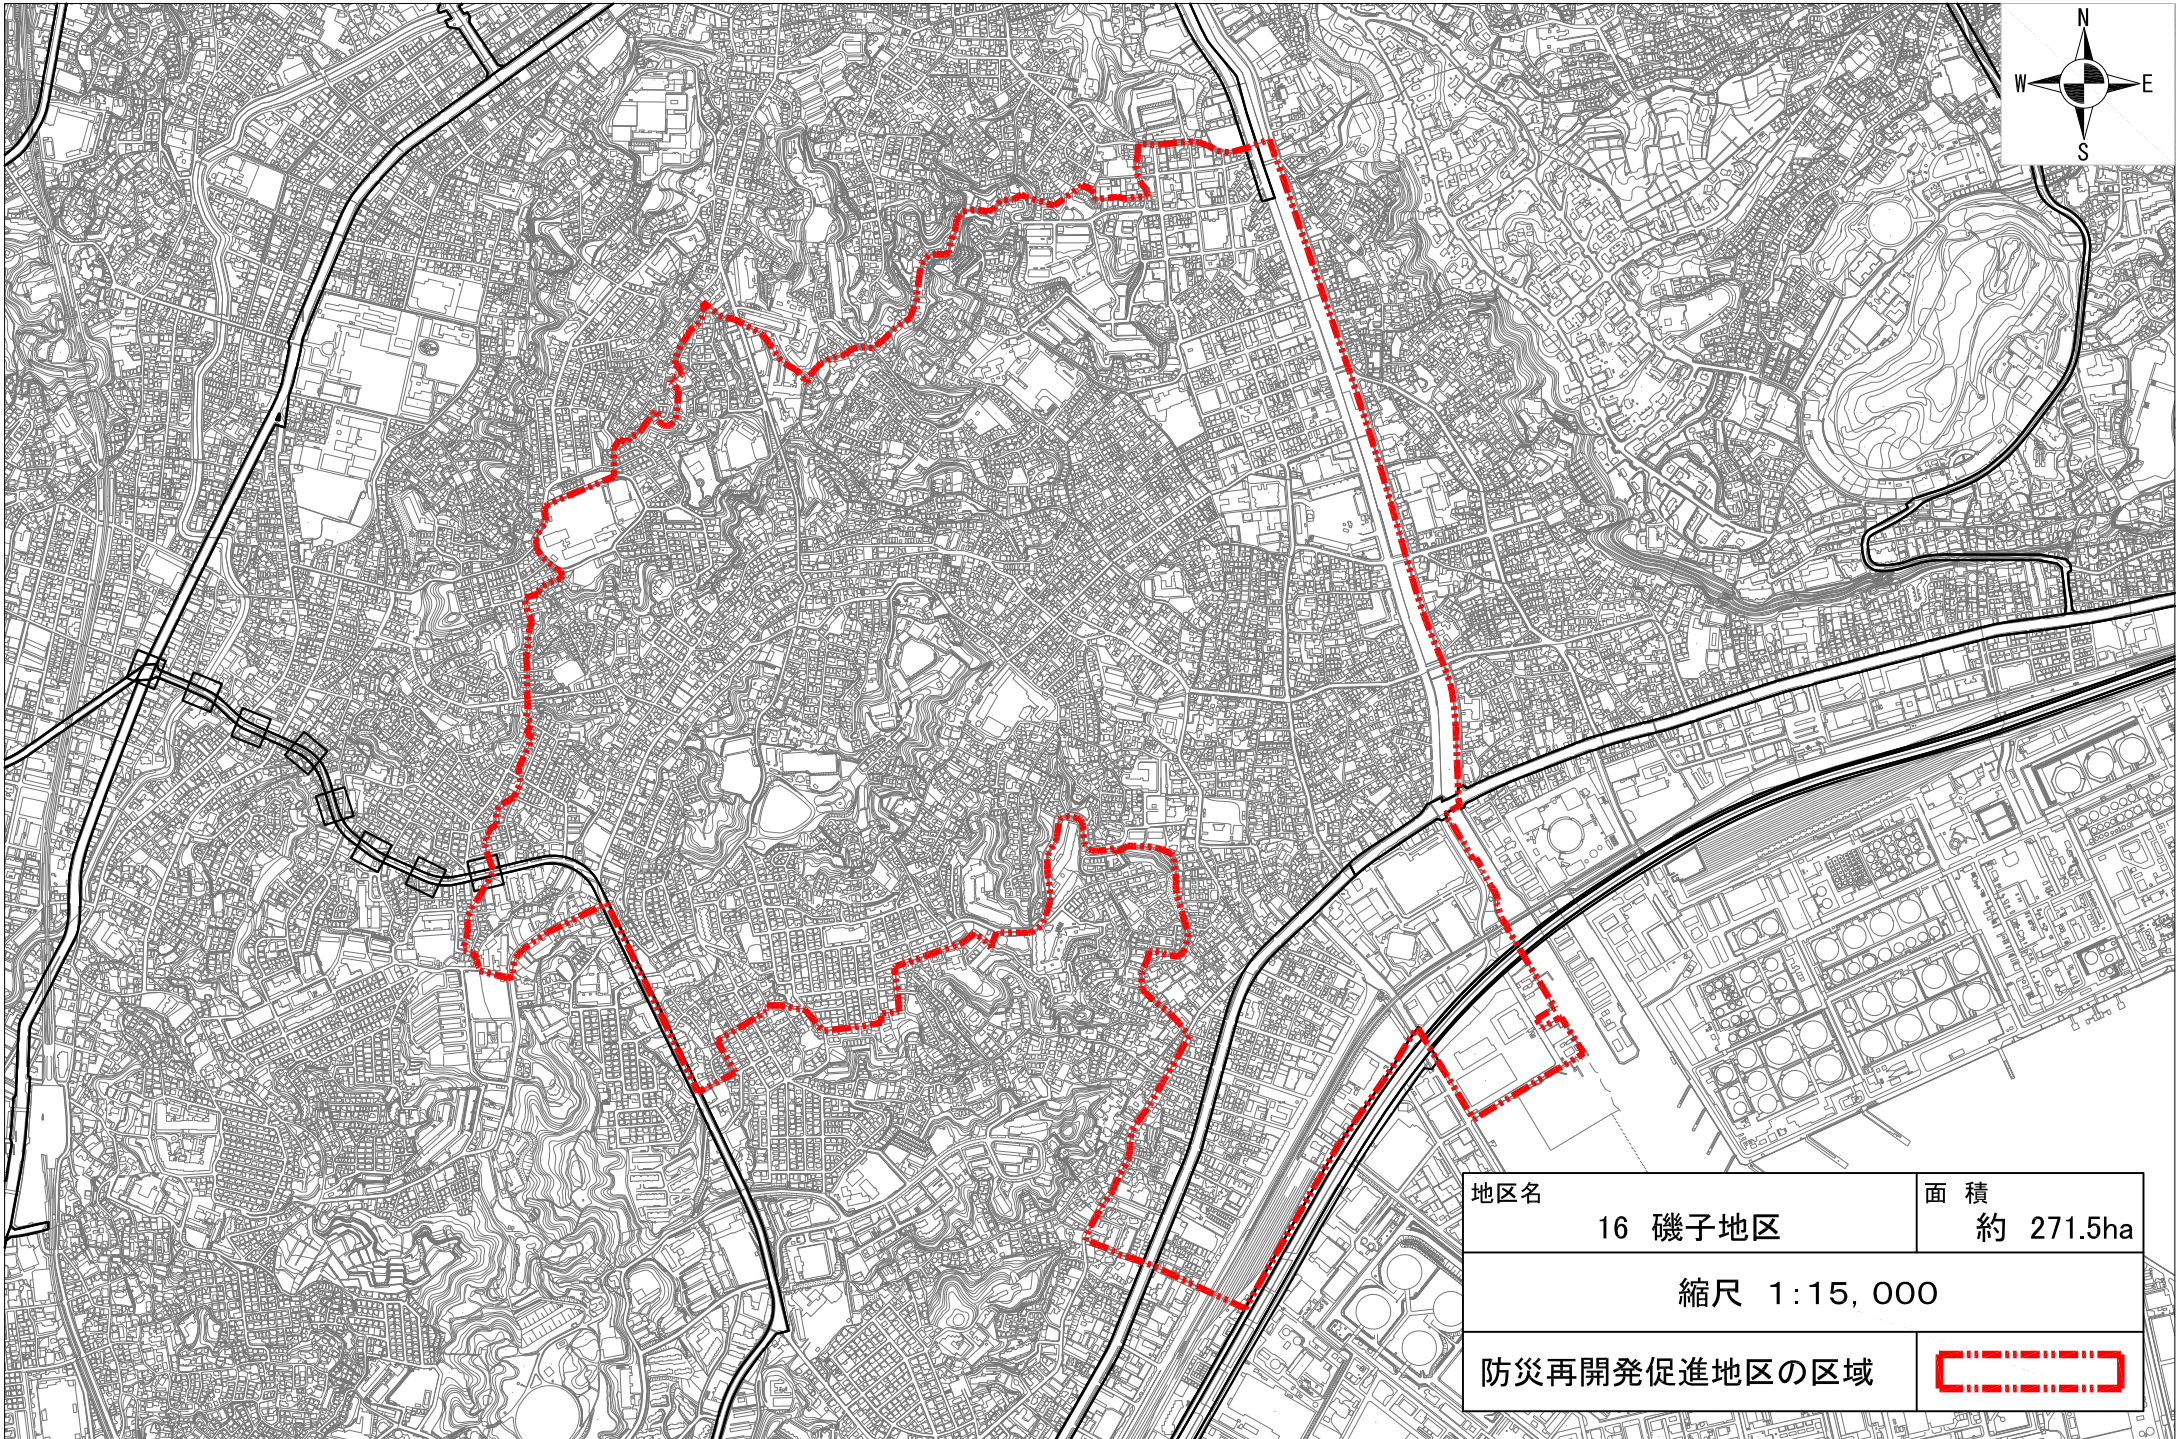 N
W E
S
地区名
16 磯子地区
面 積
約 271.5ha
縮尺 1:15,000
防災再開発促進地区の区域